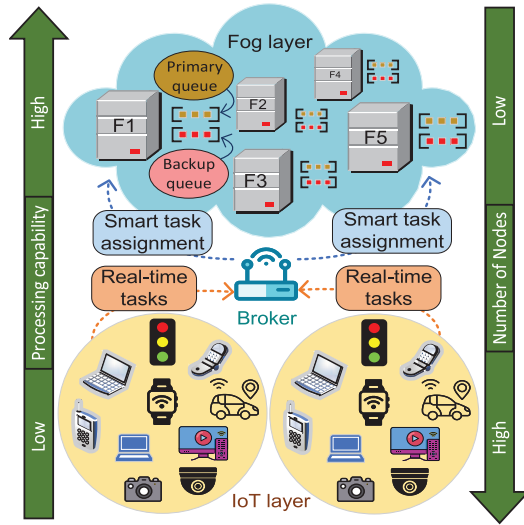 Fog layer
Primary
queue
F1
F2
F4
F5
F3
Backup
queue
High
Processing capability
Low
Low
Number of Nodes
High
Smart task
assignment
Smart task
assignment
Real-time
tasks
Real-time
tasks
Broker
IoT layer